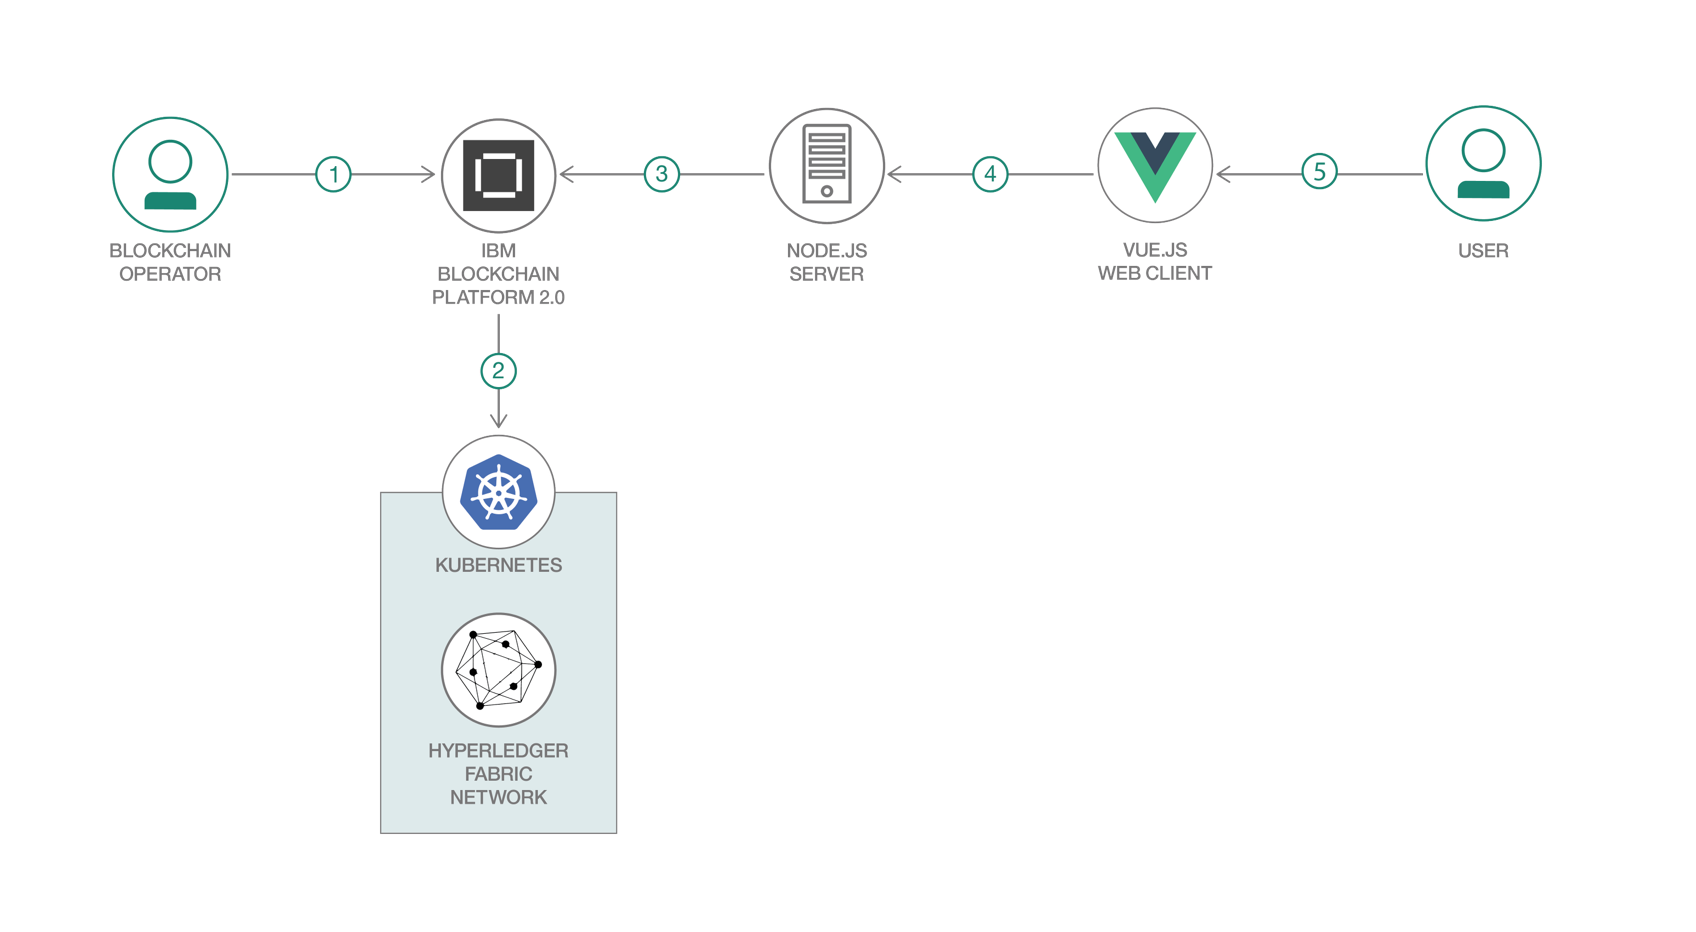 1
3
4
5
BLOCKCHAIN
OPERATOR
IBM
BLOCKCHAIN
PLATFORM 2.0
NODE.JS
SERVER
VUE.JS
WEB CLIENT
USER
2
KUBERNETES
HYPERLEDGER
FABRIC
NETWORK